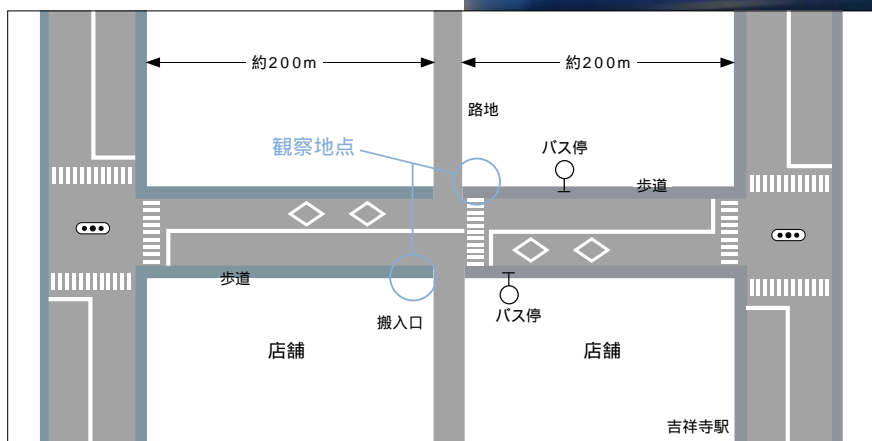 約200m
約200m
路地
観察地点
バス停
歩道
歩道
搬入口
バス停
店舗
店舗
吉祥寺駅